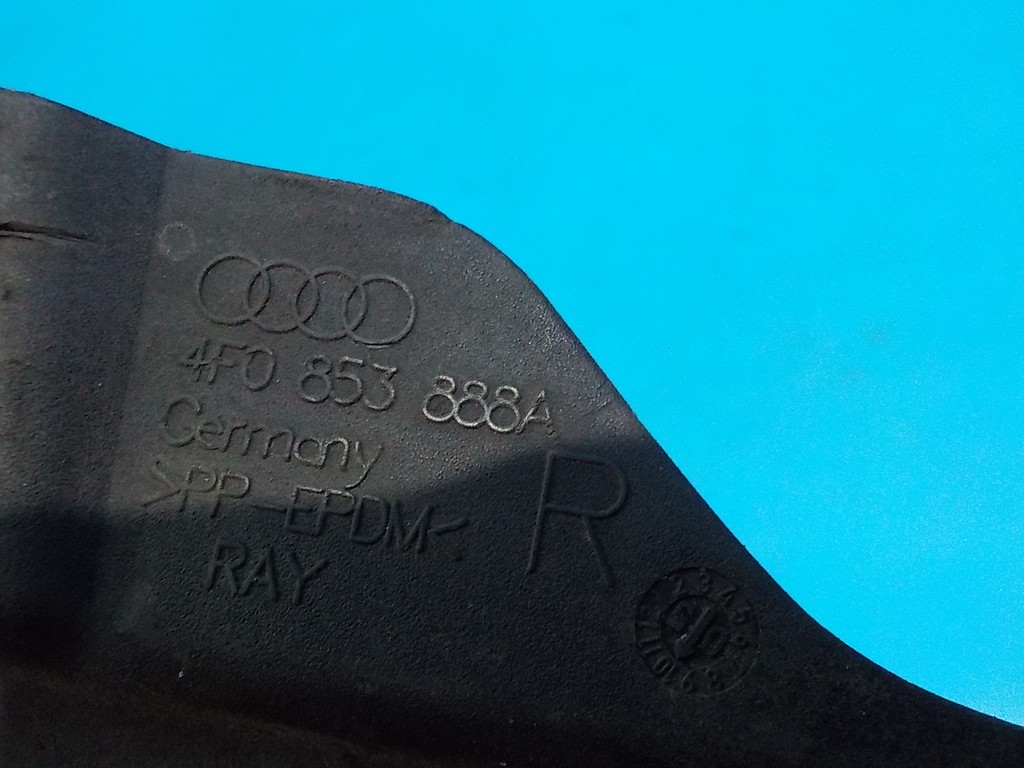 4F0 853 888A
Germany
>PP-EPDM<
R
RAY